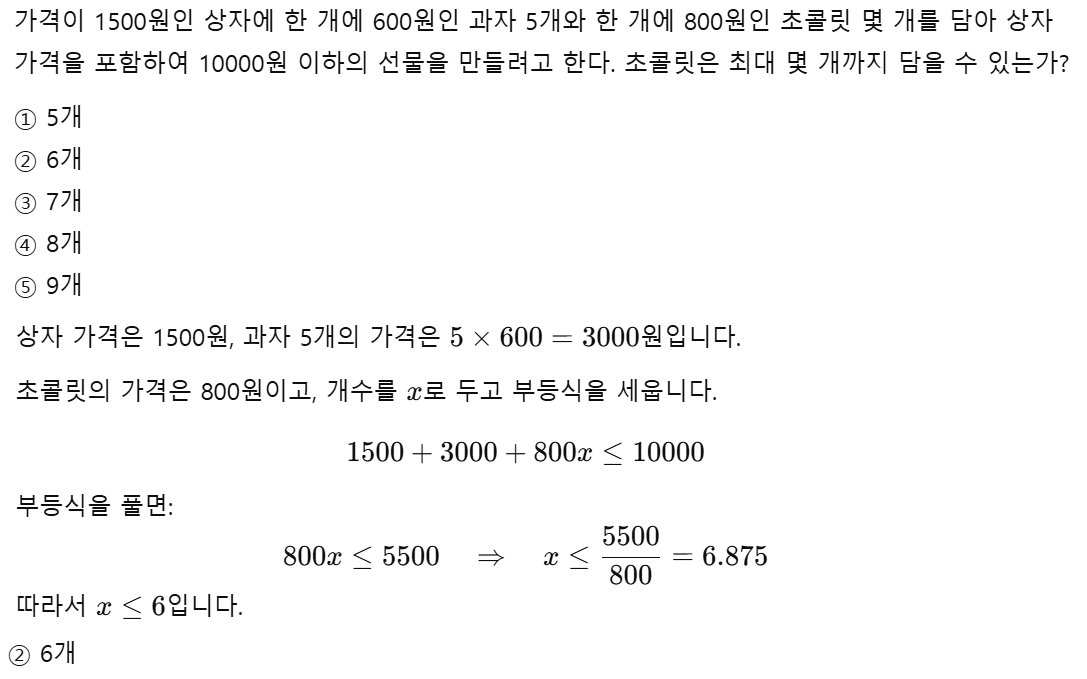 가격이 1500원인 상자에 한 개에 600원인 과자 5개와 한 개에 800원인 초콜릿 몇 개를 담아 상자
가격을 포함하여 10000원 이하의 선물을 만들려고 한다. 초콜릿은 최대 몇 개까지 담을 수 있는가?
① 5개
② 6개
③ 7개
④ 8개
⑤ 9개
상자 가격은 1500원, 과자 5개의 가격은 5 × 600 = 3000원입니다.
초콜릿의 가격은 800원이고, 개수를 x로 두고 부등식을 세웁니다.
1500 + 3000 + 800x ≤ 10000
부등식을 풀면:
800x ≤ 5500 ⇒ x ≤ 5500/800 = 6.875
따라서 x ≤ 6입니다.
② 6개